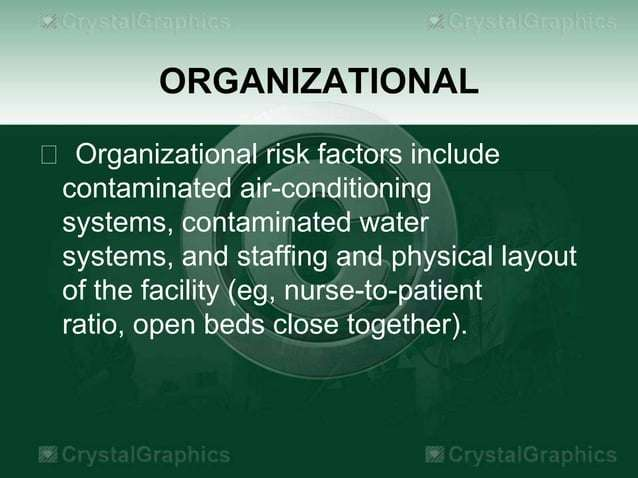 CrystalGraphics CrystalGraphics
ORGANIZATIONAL
Organizational risk factors include
contaminated air-conditioning
systems, contaminated water
systems, and staffing and physical layout
of the facility (eg, nurse-to-patient
ratio, open beds close together).
CrystalGraphics CrystalGraphics